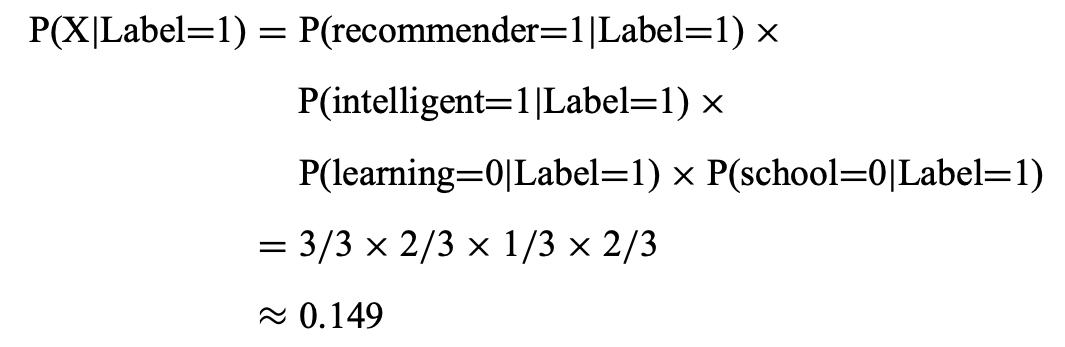 P(X|Label=1) = P(recommender=1|Label=1) ×
P(intelligent=1|Label=1) ×
P(learning=0|Label=1) × P(school=0|Label=1)
= 3/3 × 2/3 × 1/3 × 2/3
≈ 0.149